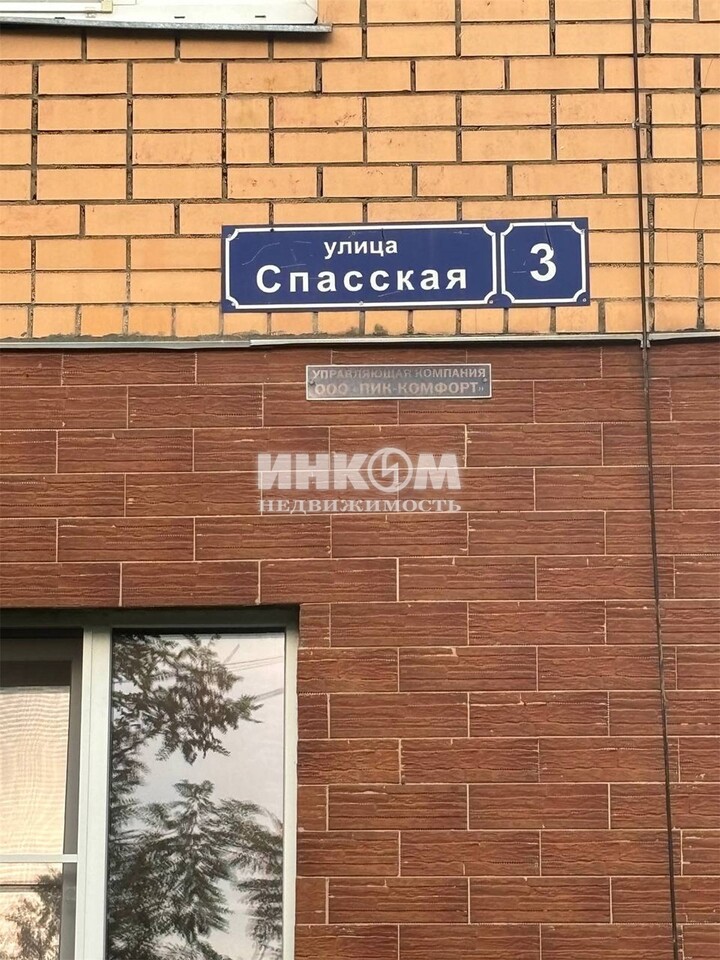 улица
Спасская
3
УПРАВЛЯЮЩАЯ КОМПАНИЯ
ООО «ПИК-КОМФОРТ»
ИНКОМ
НЕДВИЖИМОСТЬ